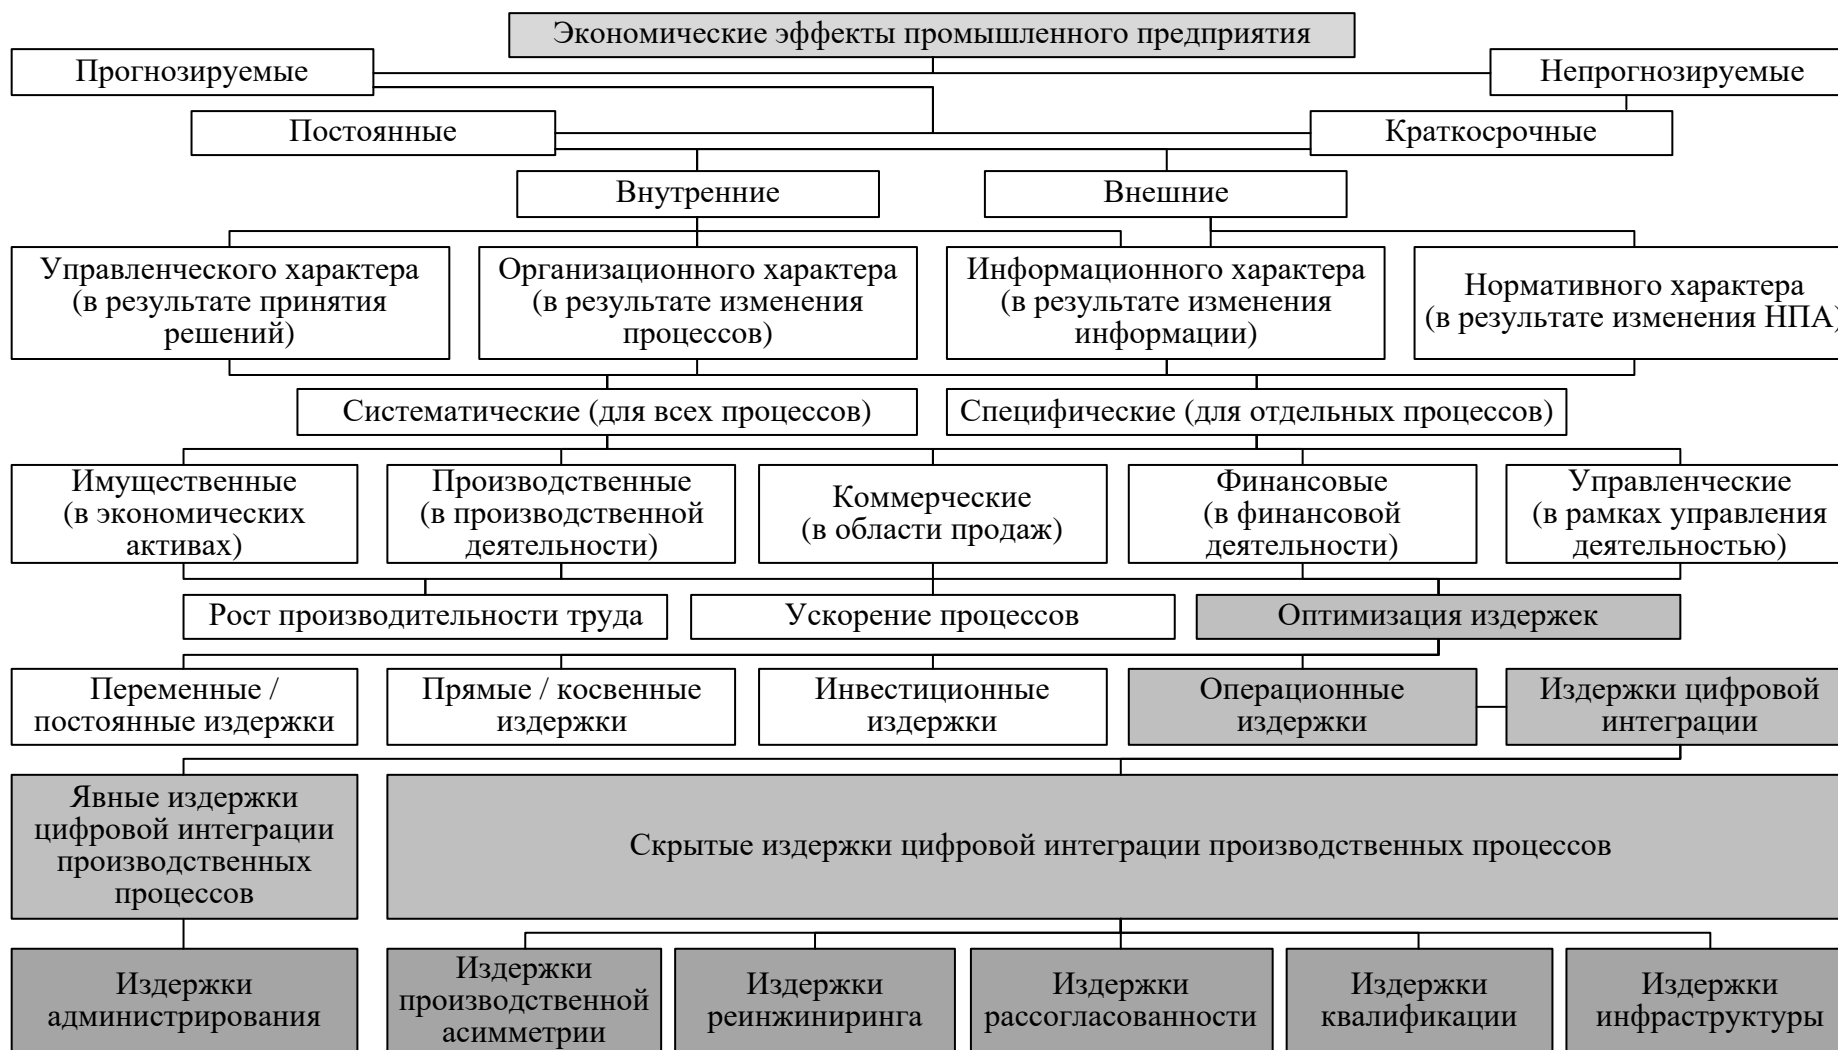 Экономические эффекты промышленного предприятия
Прогнозируемые
Непрогнозируемые
Постоянные
Краткосрочные
Внутренние
Внешние
Управленческого характера
(в результате принятия
решений)
Организационного характера
(в результате изменения
процессов)
Информационного характера
(в результате изменения
информации)
Нормативного характера
(в результате изменения НПА)
Систематические (для всех процессов)
Специфические (для отдельных процессов)
Имущественные
(в экономических
активах)
Производственные
(в производственной
деятельности)
Коммерческие
(в области продаж)
Финансовые
(в финансовой
деятельности)
Управленческие
(в рамках управления
деятельностью)
Рост производительности труда
Ускорение процессов
Оптимизация издержек
Переменные /
постоянные издержки
Прямые / косвенные
издержки
Инвестиционные
издержки
Операционные
издержки
Издержки цифровой
интеграции
Явные издержки
цифровой интеграции
производственных
процессов
Скрытые издержки цифровой интеграции производственных процессов
Издержки
администрирования
Издержки
производственной
асимметрии
Издержки
реинжиниринга
Издержки
рассогласованности
Издержки
квалификации
Издержки
инфраструктуры